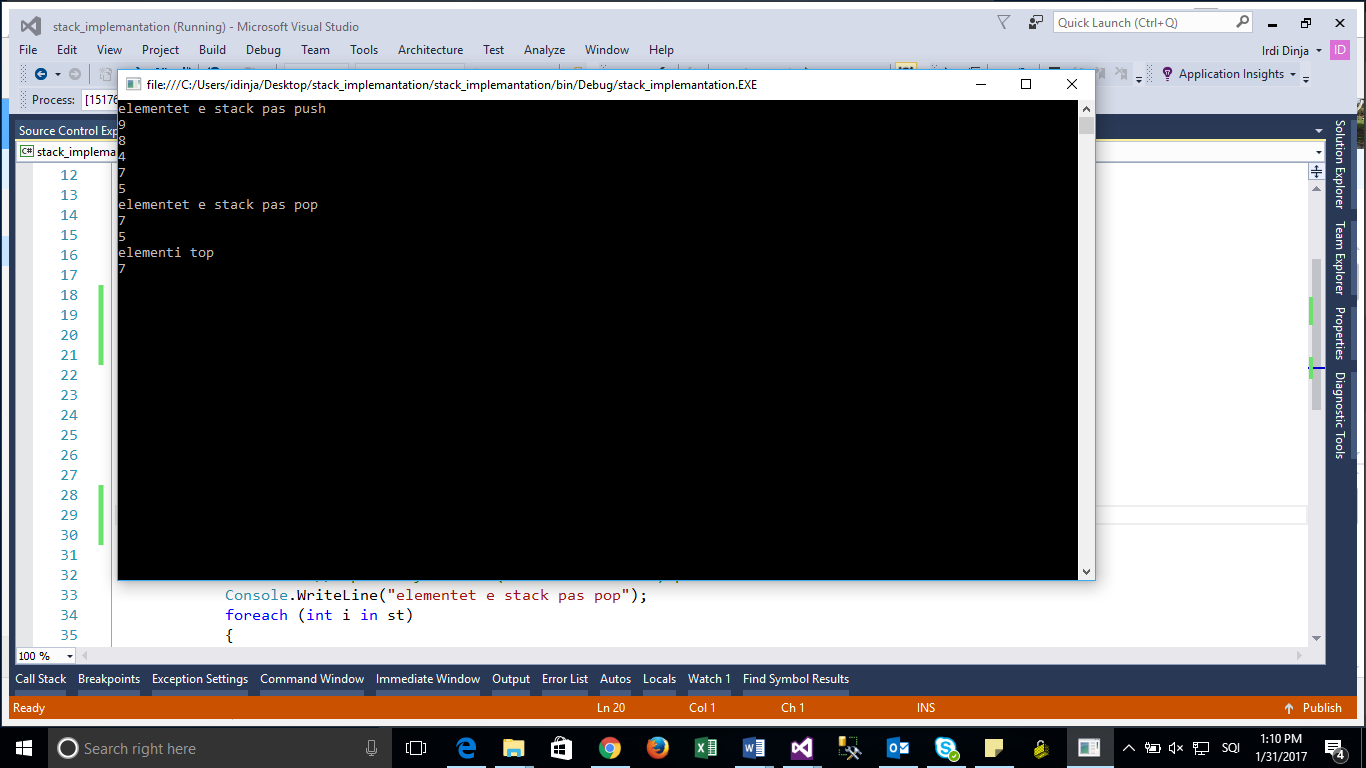 stack_implemantation (Running) - Microsoft Visual Studio
Quick Launch (Ctrl+Q)
File Edit View Project Build Debug Team Tools Architecture Test Analyze Window Help
Irdi Dinja ID
Application Insights
Process: [15176
file:///C:/Users/idinja/Desktop/stack_implemantation/stack_implemantation/bin/Debug/stack_implemantation.EXE
Source Control Exp
C# stack_implema
elementet e stack pas push
9
8
4
7
5
elementet e stack pas pop
7
5
elementi top
7
12
13
14
15
16
17
18
19
20
21
22
23
24
25
26
27
28
29
30
31
32
33 Console.WriteLine("elementet e stack pas pop");
34 foreach (int i in st)
35 {
Solution Explorer
Team Explorer
Properties
Diagnostic Tools
100 %
Call Stack Breakpoints Exception Settings Command Window Immediate Window Output Error List Autos Locals Watch 1 Find Symbol Results
Ready Ln 20 Col 1 Ch 1 INS Publish
Search right here
SQI
1:10 PM
1/31/2017
4